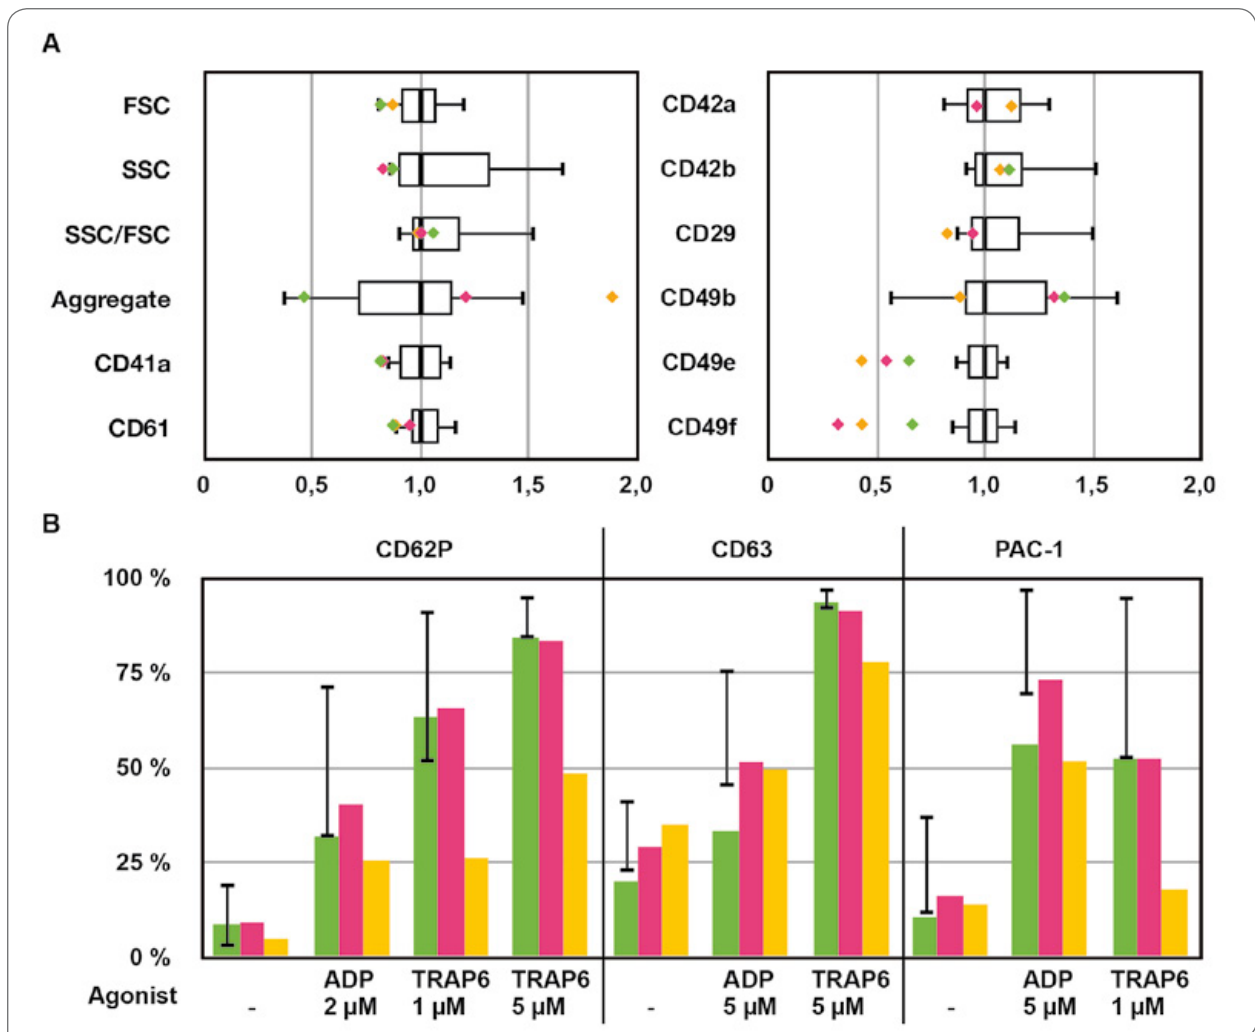 A
FSC
SSC
SSC/FSC
Aggregate
CD41a
CD61
0 0,5 1,0 1,5 2,0
CD42a
CD42b
CD29
CD49b
CD49e
CD49f
0 0,5 1,0 1,5 2,0
B
CD62P CD63 PAC-1
100 %
75 %
50 %
25 %
0 %
Agonist
-
ADP
2 µM
TRAP6
1 µM
TRAP6
5 µM
-
ADP
5 µM
TRAP6
5 µM
-
ADP
5 µM
TRAP6
1 µM